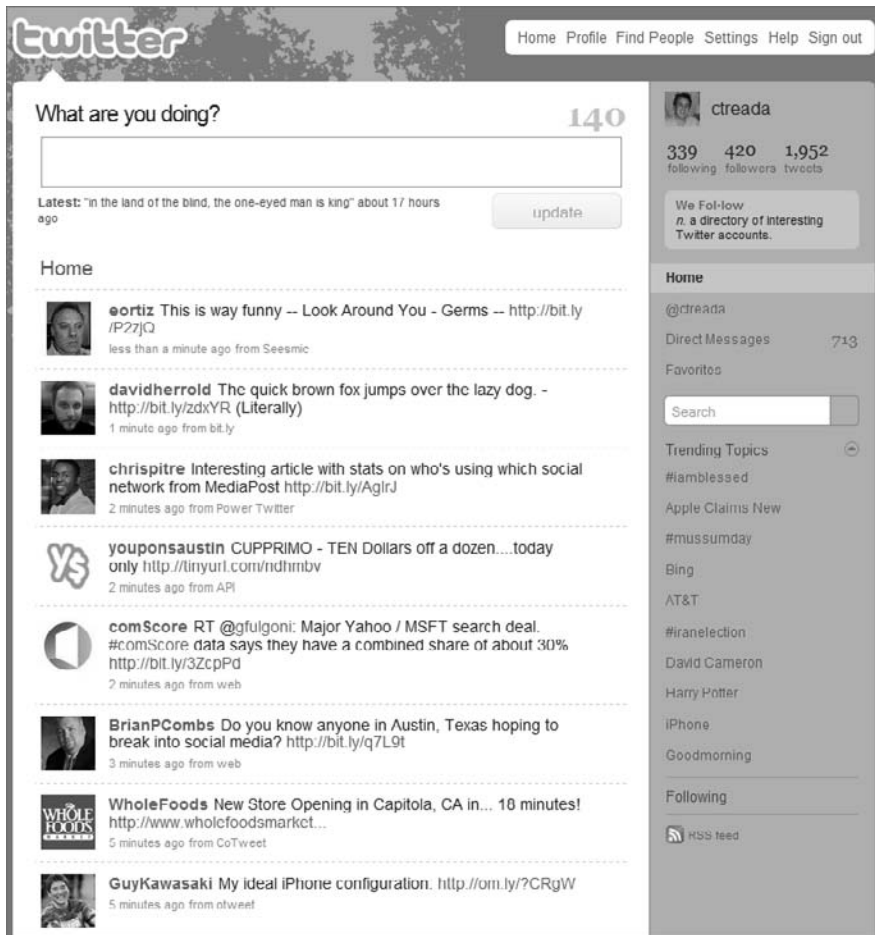 twitter
Home Profile Find People Settings Help Sign out
What are you doing?
140
Latest: "in the land of the blind, the one-eyed man is king" about 17 hours
ago
update
Home
eortiz This is way funny -- Look Around You - Germs -- http://bit.ly
/P2zjQ
less than a minute ago from Seesmic
davidherrold The quick brown fox jumps over the lazy dog. -
http://bit.ly/zdxYR (Literally)
1 minute ago from bit.ly
chrispitre Interesting article with stats on who's using which social
network from MediaPost http://bit.ly/AglrJ
2 minutes ago from Power Twitter
youponsaustin CUPPRIMO - TEN Dollars off a dozen....today
only http://tinyurl.com/ndhmbv
2 minutes ago from API
comScore RT @gfulgoni: Major Yahoo / MSFT search deal.
#comScore data says they have a combined share of about 30%
http://bit.ly/3ZcpPd
2 minutes ago from web
BrianPCombs Do you know anyone in Austin, Texas hoping to
break into social media? http://bit.ly/q7L9t
3 minutes ago from web
WHOLE
FOODS
MARKET
WholeFoods New Store Opening in Capitola, CA in... 18 minutes!
http://www.wholefoodsmarket...
5 minutes ago from CoTweet
GuyKawasaki My ideal iPhone configuration. http://om.ly/?CRgW
5 minutes ago from otweet
ctreada
339 420 1,952
following followers tweets
We Fol-low
n. a directory of interesting
Twitter accounts.
Home
@ctreada
Direct Messages 713
Favorites
Search
Trending Topics
#iamblessed
Apple Claims New
#mussumday
Bing
AT&T
#iranelection
David Cameron
Harry Potter
iPhone
Goodmorning
Following
RSS feed